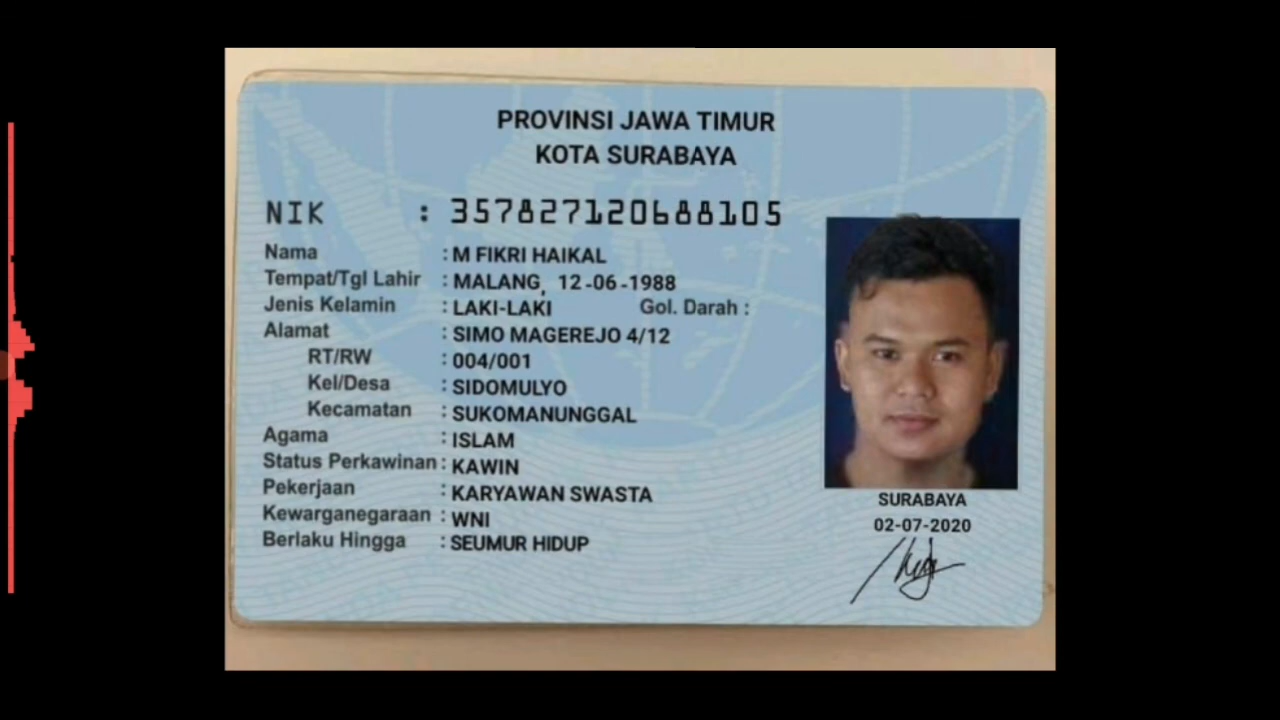 PROVINSI JAWA TIMUR
KOTA SURABAYA
NIK : 357827120688105
Nama : M FIKRI HAIKAL
Tempat/Tgl Lahir : MALANG, 12-06-1988
Jenis Kelamin : LAKI-LAKI Gol. Darah :
Alamat : SIMO MAGEREJO 4/12
RT/RW : 004/001
Kel/Desa : SIDOMULYO
Kecamatan : SUKOMANUNGGAL
Agama : ISLAM
Status Perkawinan : KAWIN
Pekerjaan : KARYAWAN SWASTA
Kewarganegaraan : WNI
Berlaku Hingga : SEUMUR HIDUP
SURABAYA
02-07-2020